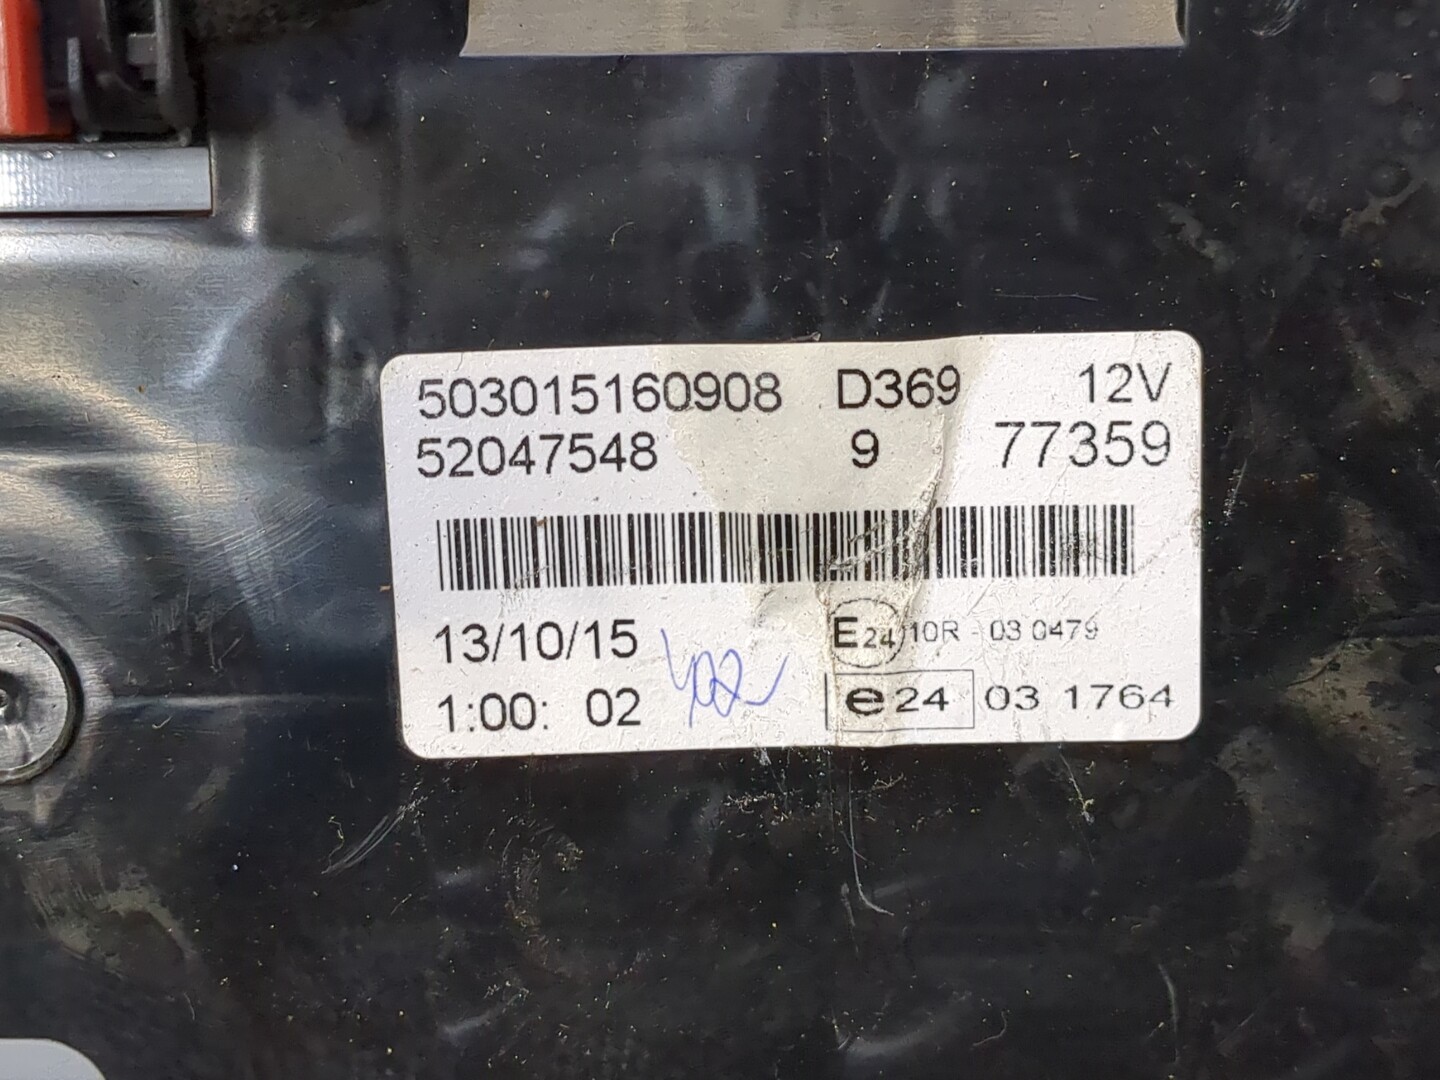 503015160908 D369 12V
52047548 9 77359
13/10/15 E24 10R - 03 0479
1:00: 02 e24 03 1764